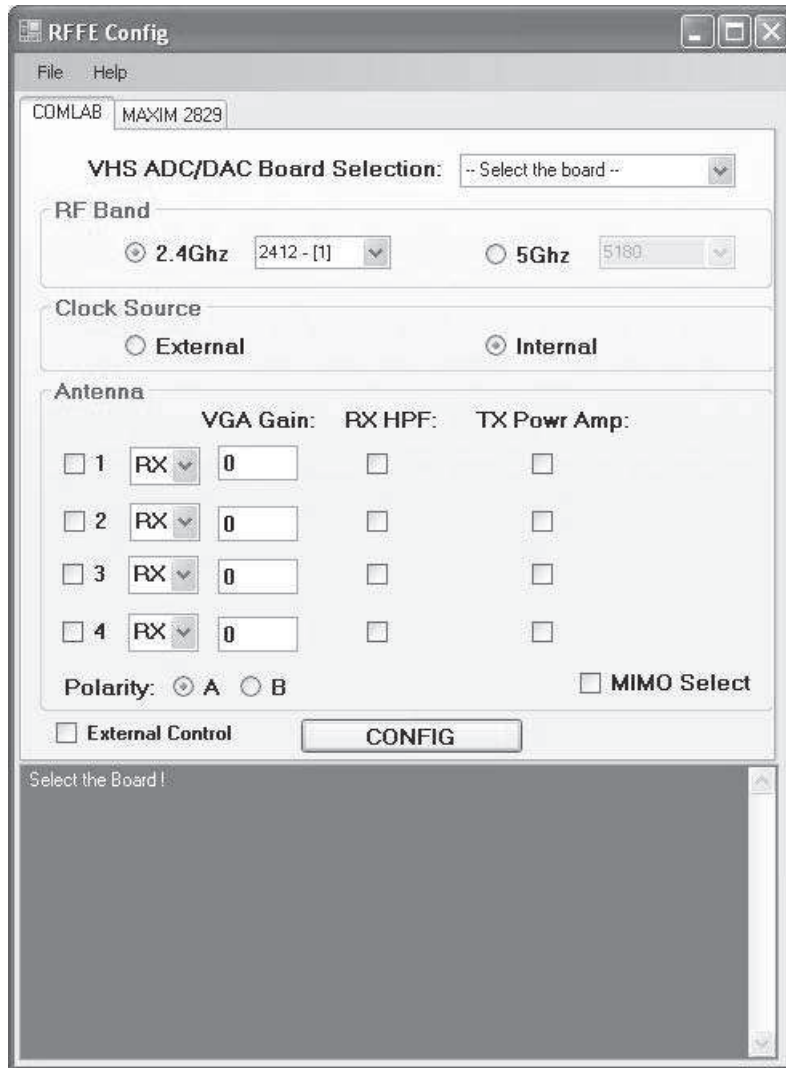 RFFE Config
File Help
COMLAB MAXIM 2829
VHS ADC/DAC Board Selection: -- Select the board --
RF Band
2.4Ghz 2412 - [1] 5Ghz 5180
Clock Source
External Internal
Antenna
VGA Gain: RX HPF: TX Powr Amp:
1 RX 0
2 RX 0
3 RX 0
4 RX 0
Polarity: A B MIMO Select
External Control CONFIG
Select the Board !